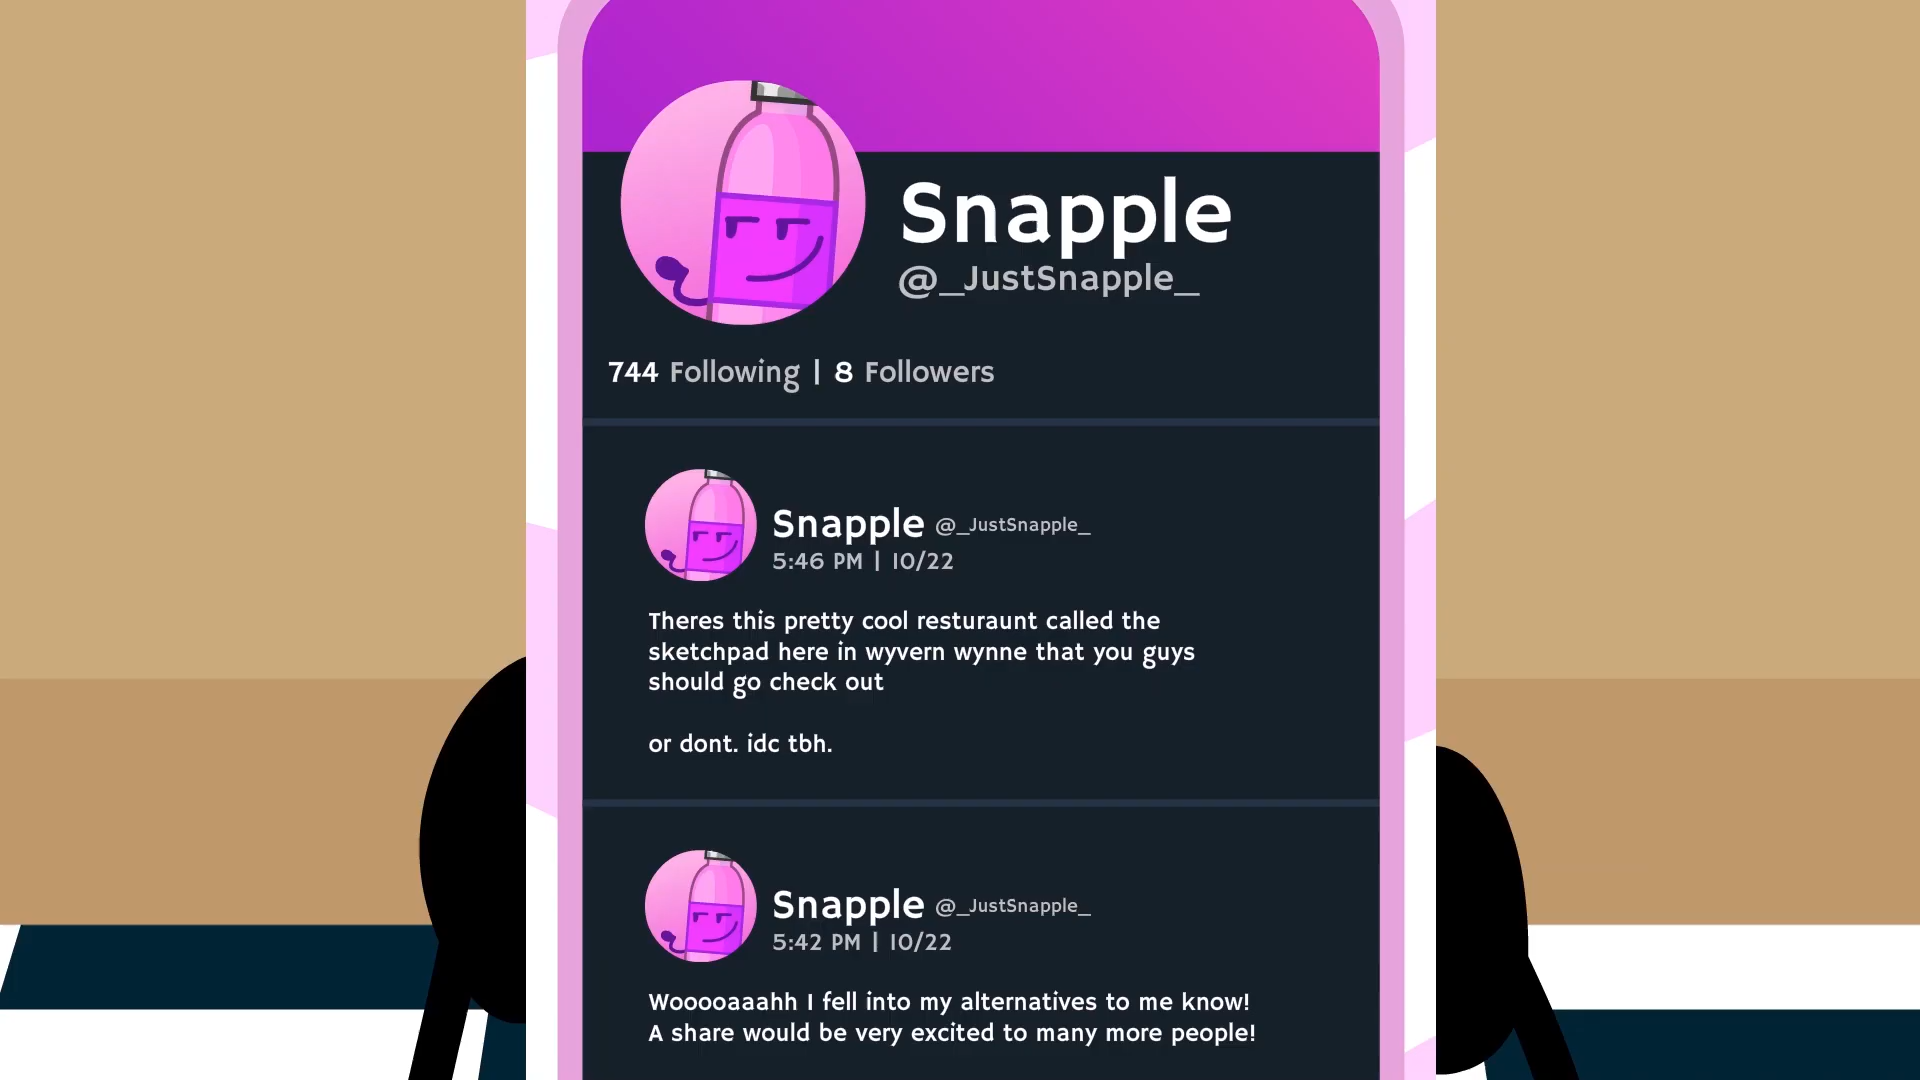 Snapple
@_JustSnapple_
744 Following | 8 Followers
Snapple @_JustSnapple_
5:46 PM | 10/22
Theres this pretty cool resturaunt called the
sketchpad here in wyvern wynne that you guys
should go check out
or dont. idc tbh.
Snapple @_JustSnapple_
5:42 PM | 10/22
Wooooaaahh I fell into my alternatives to me know!
A share would be very excited to many more people!